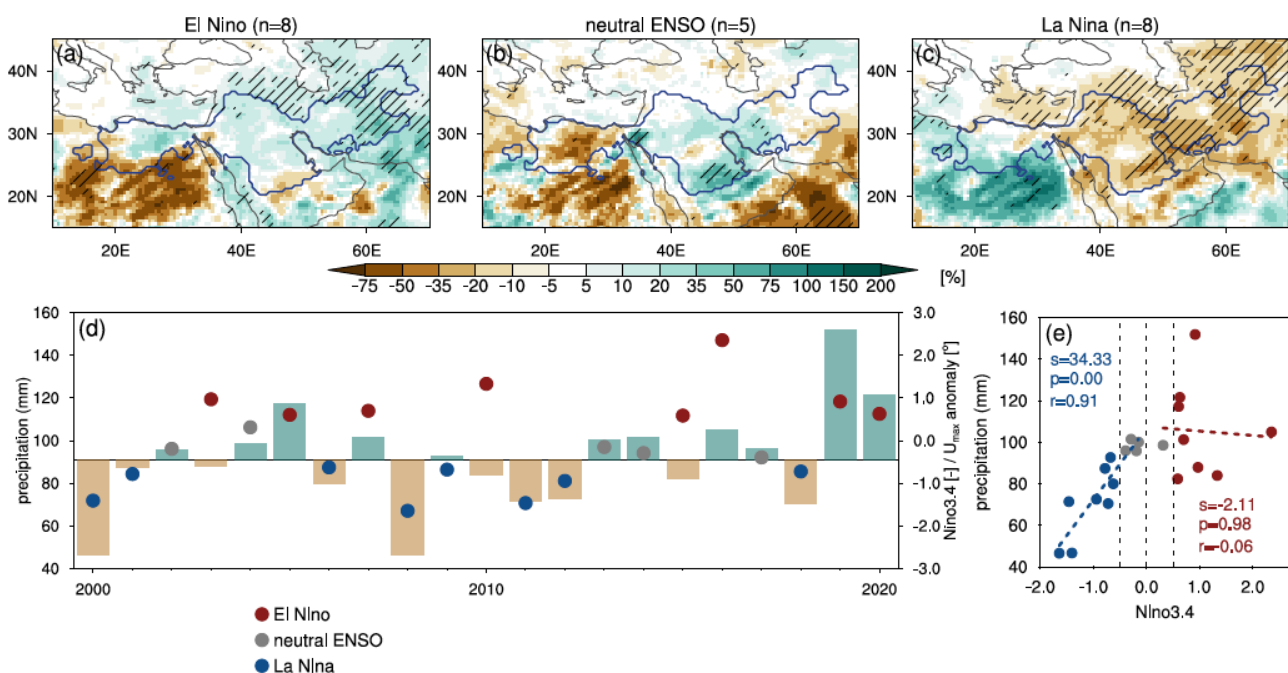 El Nino (n=8)
neutral ENSO (n=5)
La Nina (n=8)
(a)
(b)
(c)
40N
30N
20N
40N
30N
20N
40N
30N
20N
20E
40E
60E
20E
40E
60E
20E
40E
60E
-75 -50 -35 -20 -10 -5 5 10 20 35 50 75 100 150 200
[%]
(d)
precipitation (mm)
160
140
120
100
80
60
40
3.0
2.0
1.0
0.0
-1.0
-2.0
-3.0
Nino3.4 [-] / Umax anomaly [º]
2000 2010 2020
El NIno
neutral ENSO
La NIna
(e)
precipitation (mm)
160
140
120
100
80
60
40
s=34.33
p=0.00
r=0.91
s=-2.11
p=0.98
r=-0.06
-2.0 -1.0 0.0 1.0 2.0
NIno3.4